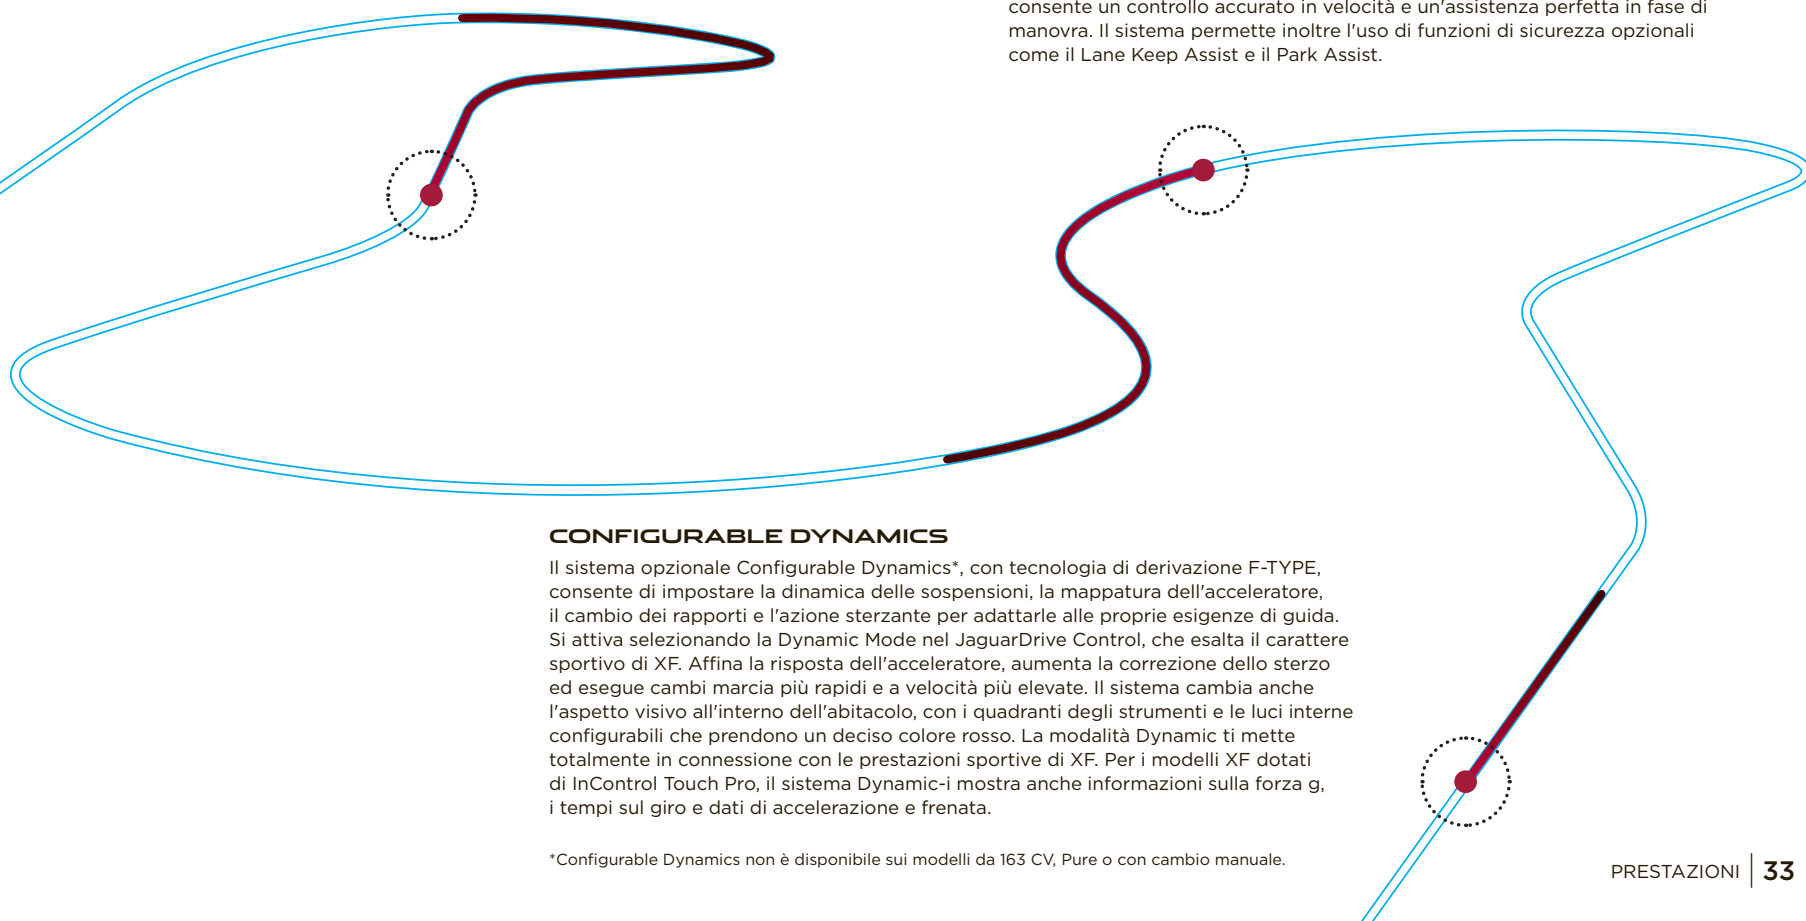 consente un controllo accurato in velocità e un'assistenza perfetta in fase di
manovra. Il sistema permette inoltre l'uso di funzioni di sicurezza opzionali
come il Lane Keep Assist e il Park Assist.
CONFIGURABLE DYNAMICS
Il sistema opzionale Configurable Dynamics*, con tecnologia di derivazione F-TYPE,
consente di impostare la dinamica delle sospensioni, la mappatura dell'acceleratore,
il cambio dei rapporti e l'azione sterzante per adattarle alle proprie esigenze di guida.
Si attiva selezionando la Dynamic Mode nel JaguarDrive Control, che esalta il carattere
sportivo di XF. Affina la risposta dell'acceleratore, aumenta la correzione dello sterzo
ed esegue cambi marcia più rapidi e a velocità più elevate. Il sistema cambia anche
l'aspetto visivo all'interno dell'abitacolo, con i quadranti degli strumenti e le luci interne
configurabili che prendono un deciso colore rosso. La modalità Dynamic ti mette
totalmente in connessione con le prestazioni sportive di XF. Per i modelli XF dotati
di InControl Touch Pro, il sistema Dynamic-i mostra anche informazioni sulla forza g,
i tempi sul giro e dati di accelerazione e frenata.
*Configurable Dynamics non è disponibile sui modelli da 163 CV, Pure o con cambio manuale.
PRESTAZIONI 33